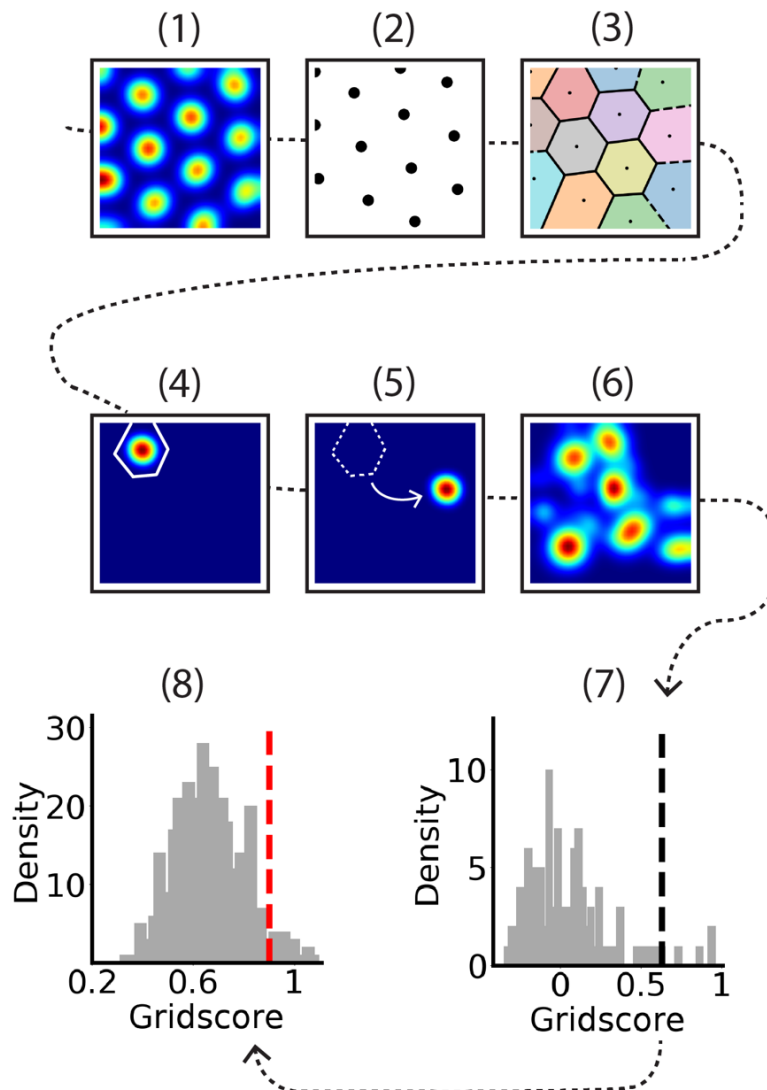 (1) (2) (3)
(4) (5) (6)
(8) (7)
30
20
10
Density
0.2 0.6 1
Gridscore
10
5
0
Density
0 0.5 1
Gridscore